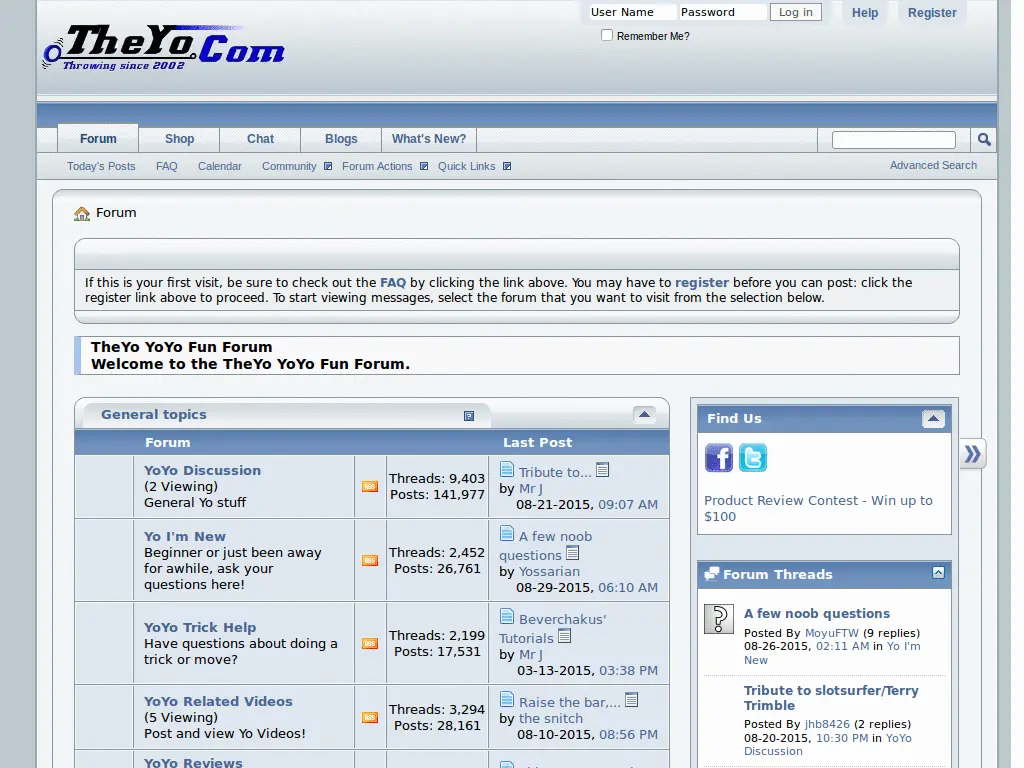 User Name
Password
Log in
Help
Register
Remember Me?
TheYo.Com
Throwing since 2002
Forum
Shop
Chat
Blogs
What's New?
Today's Posts
FAQ
Calendar
Community
Forum Actions
Quick Links
Advanced Search
Forum
If this is your first visit, be sure to check out the FAQ by clicking the link above. You may have to register before you can post: click the
register link above to proceed. To start viewing messages, select the forum that you want to visit from the selection below.
TheYo YoYo Fun Forum
Welcome to the TheYo YoYo Fun Forum.
General topics
Forum
Last Post
YoYo Discussion
(2 Viewing)
General Yo stuff
Threads: 9,403
Posts: 141,977
Tribute to...
by Mr J
08-21-2015, 09:07 AM
Yo I'm New
Beginner or just been away
for awhile, ask your
questions here!
Threads: 2,452
Posts: 26,761
A few noob
questions
by Yossarian
08-29-2015, 06:10 AM
YoYo Trick Help
Have questions about doing a
trick or move?
Threads: 2,199
Posts: 17,531
Beverchakus'
Tutorials
by Mr J
03-13-2015, 03:38 PM
YoYo Related Videos
(5 Viewing)
Post and view Yo Videos!
Threads: 3,294
Posts: 28,161
Raise the bar,...
by the snitch
08-10-2015, 08:56 PM
YoYo Reviews
Find Us
Product Review Contest - Win up to
$100
Forum Threads
A few noob questions
Posted By MoyuFTW (9 replies)
08-26-2015, 02:11 AM in Yo I'm
New
Tribute to slotsurfer/Terry
Trimble
Posted By jhb8426 (2 replies)
08-20-2015, 10:30 PM in YoYo
Discussion